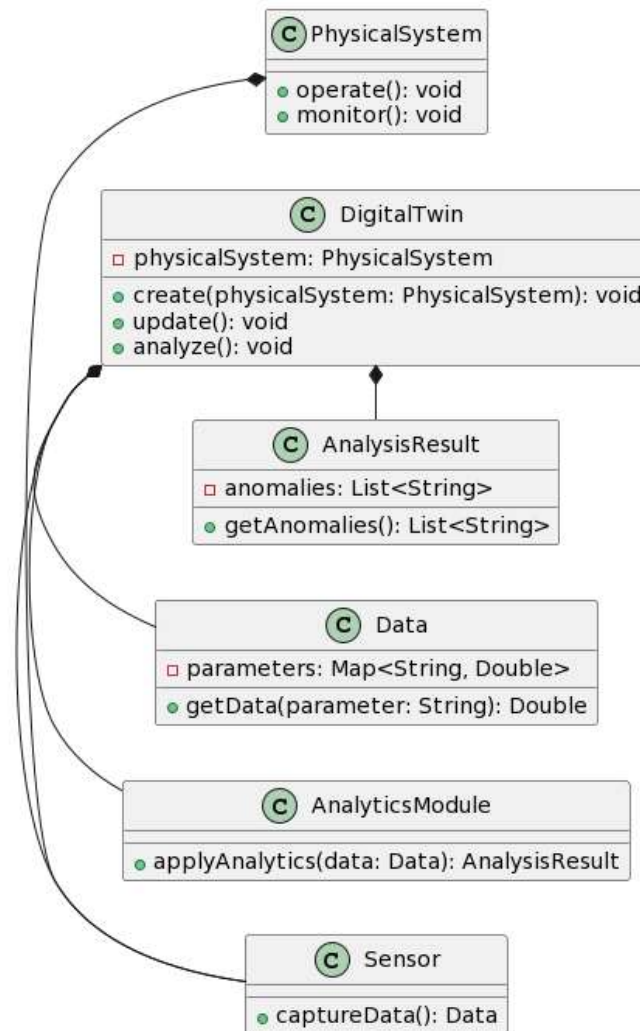 C PhysicalSystem
operate(): void
monitor(): void
C DigitalTwin
physicalSystem: PhysicalSystem
create(physicalSystem: PhysicalSystem): void
update(): void
analyze(): void
C AnalysisResult
anomalies: List<String>
getAnomalies(): List<String>
C Data
parameters: Map<String, Double>
getData(parameter: String): Double
C AnalyticsModule
applyAnalytics(data: Data): AnalysisResult
C Sensor
captureData(): Data